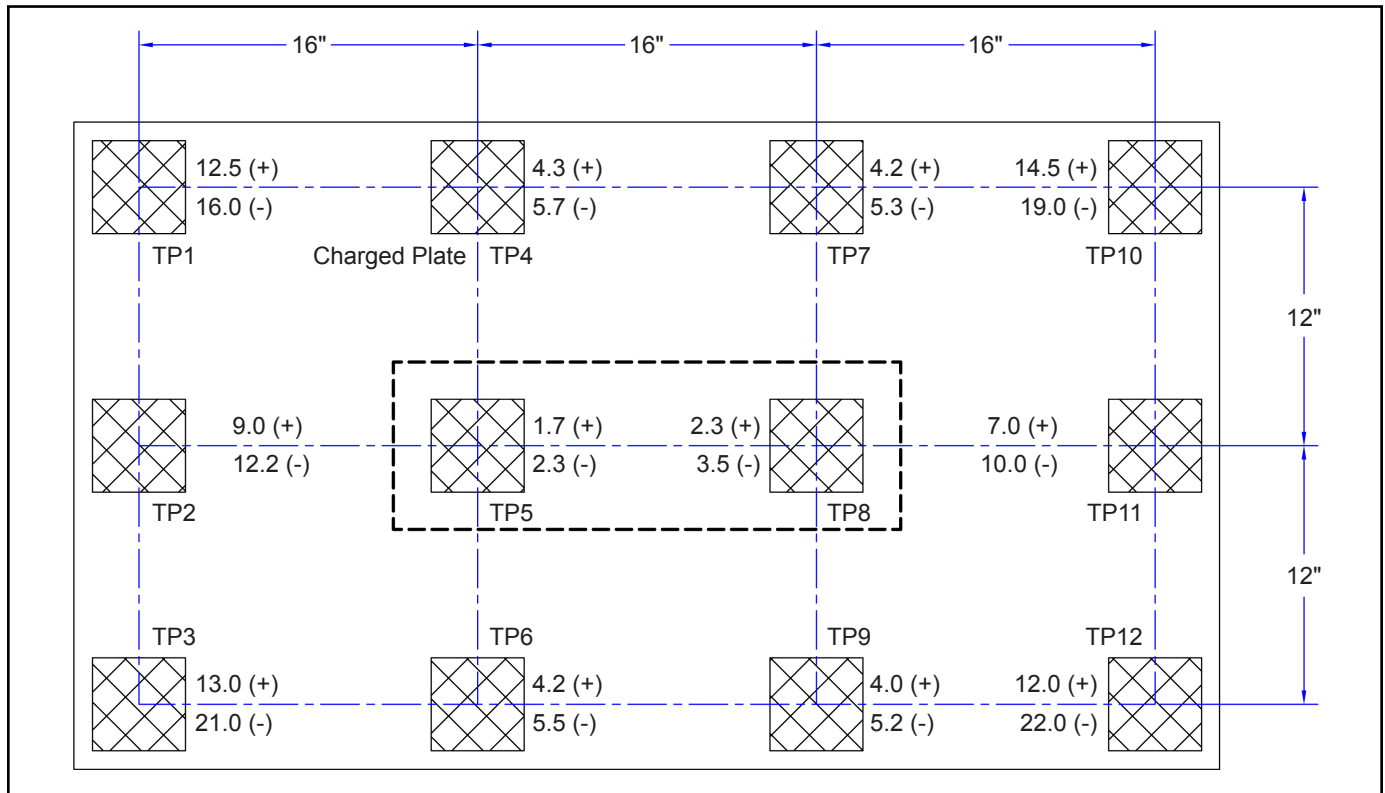 16" 16" 16"
12.5 (+) 4.3 (+) 4.2 (+) 14.5 (+)
16.0 (-) 5.7 (-) 5.3 (-) 19.0 (-)
TP1 Charged Plate TP4 TP7 TP10
12"
9.0 (+) 1.7 (+) 2.3 (+) 7.0 (+)
12.2 (-) 2.3 (-) 3.5 (-) 10.0 (-)
TP2 TP5 TP8 TP11
12"
TP3 TP6 TP9 TP12
13.0 (+) 4.2 (+) 4.0 (+) 12.0 (+)
21.0 (-) 5.5 (-) 5.2 (-) 22.0 (-)